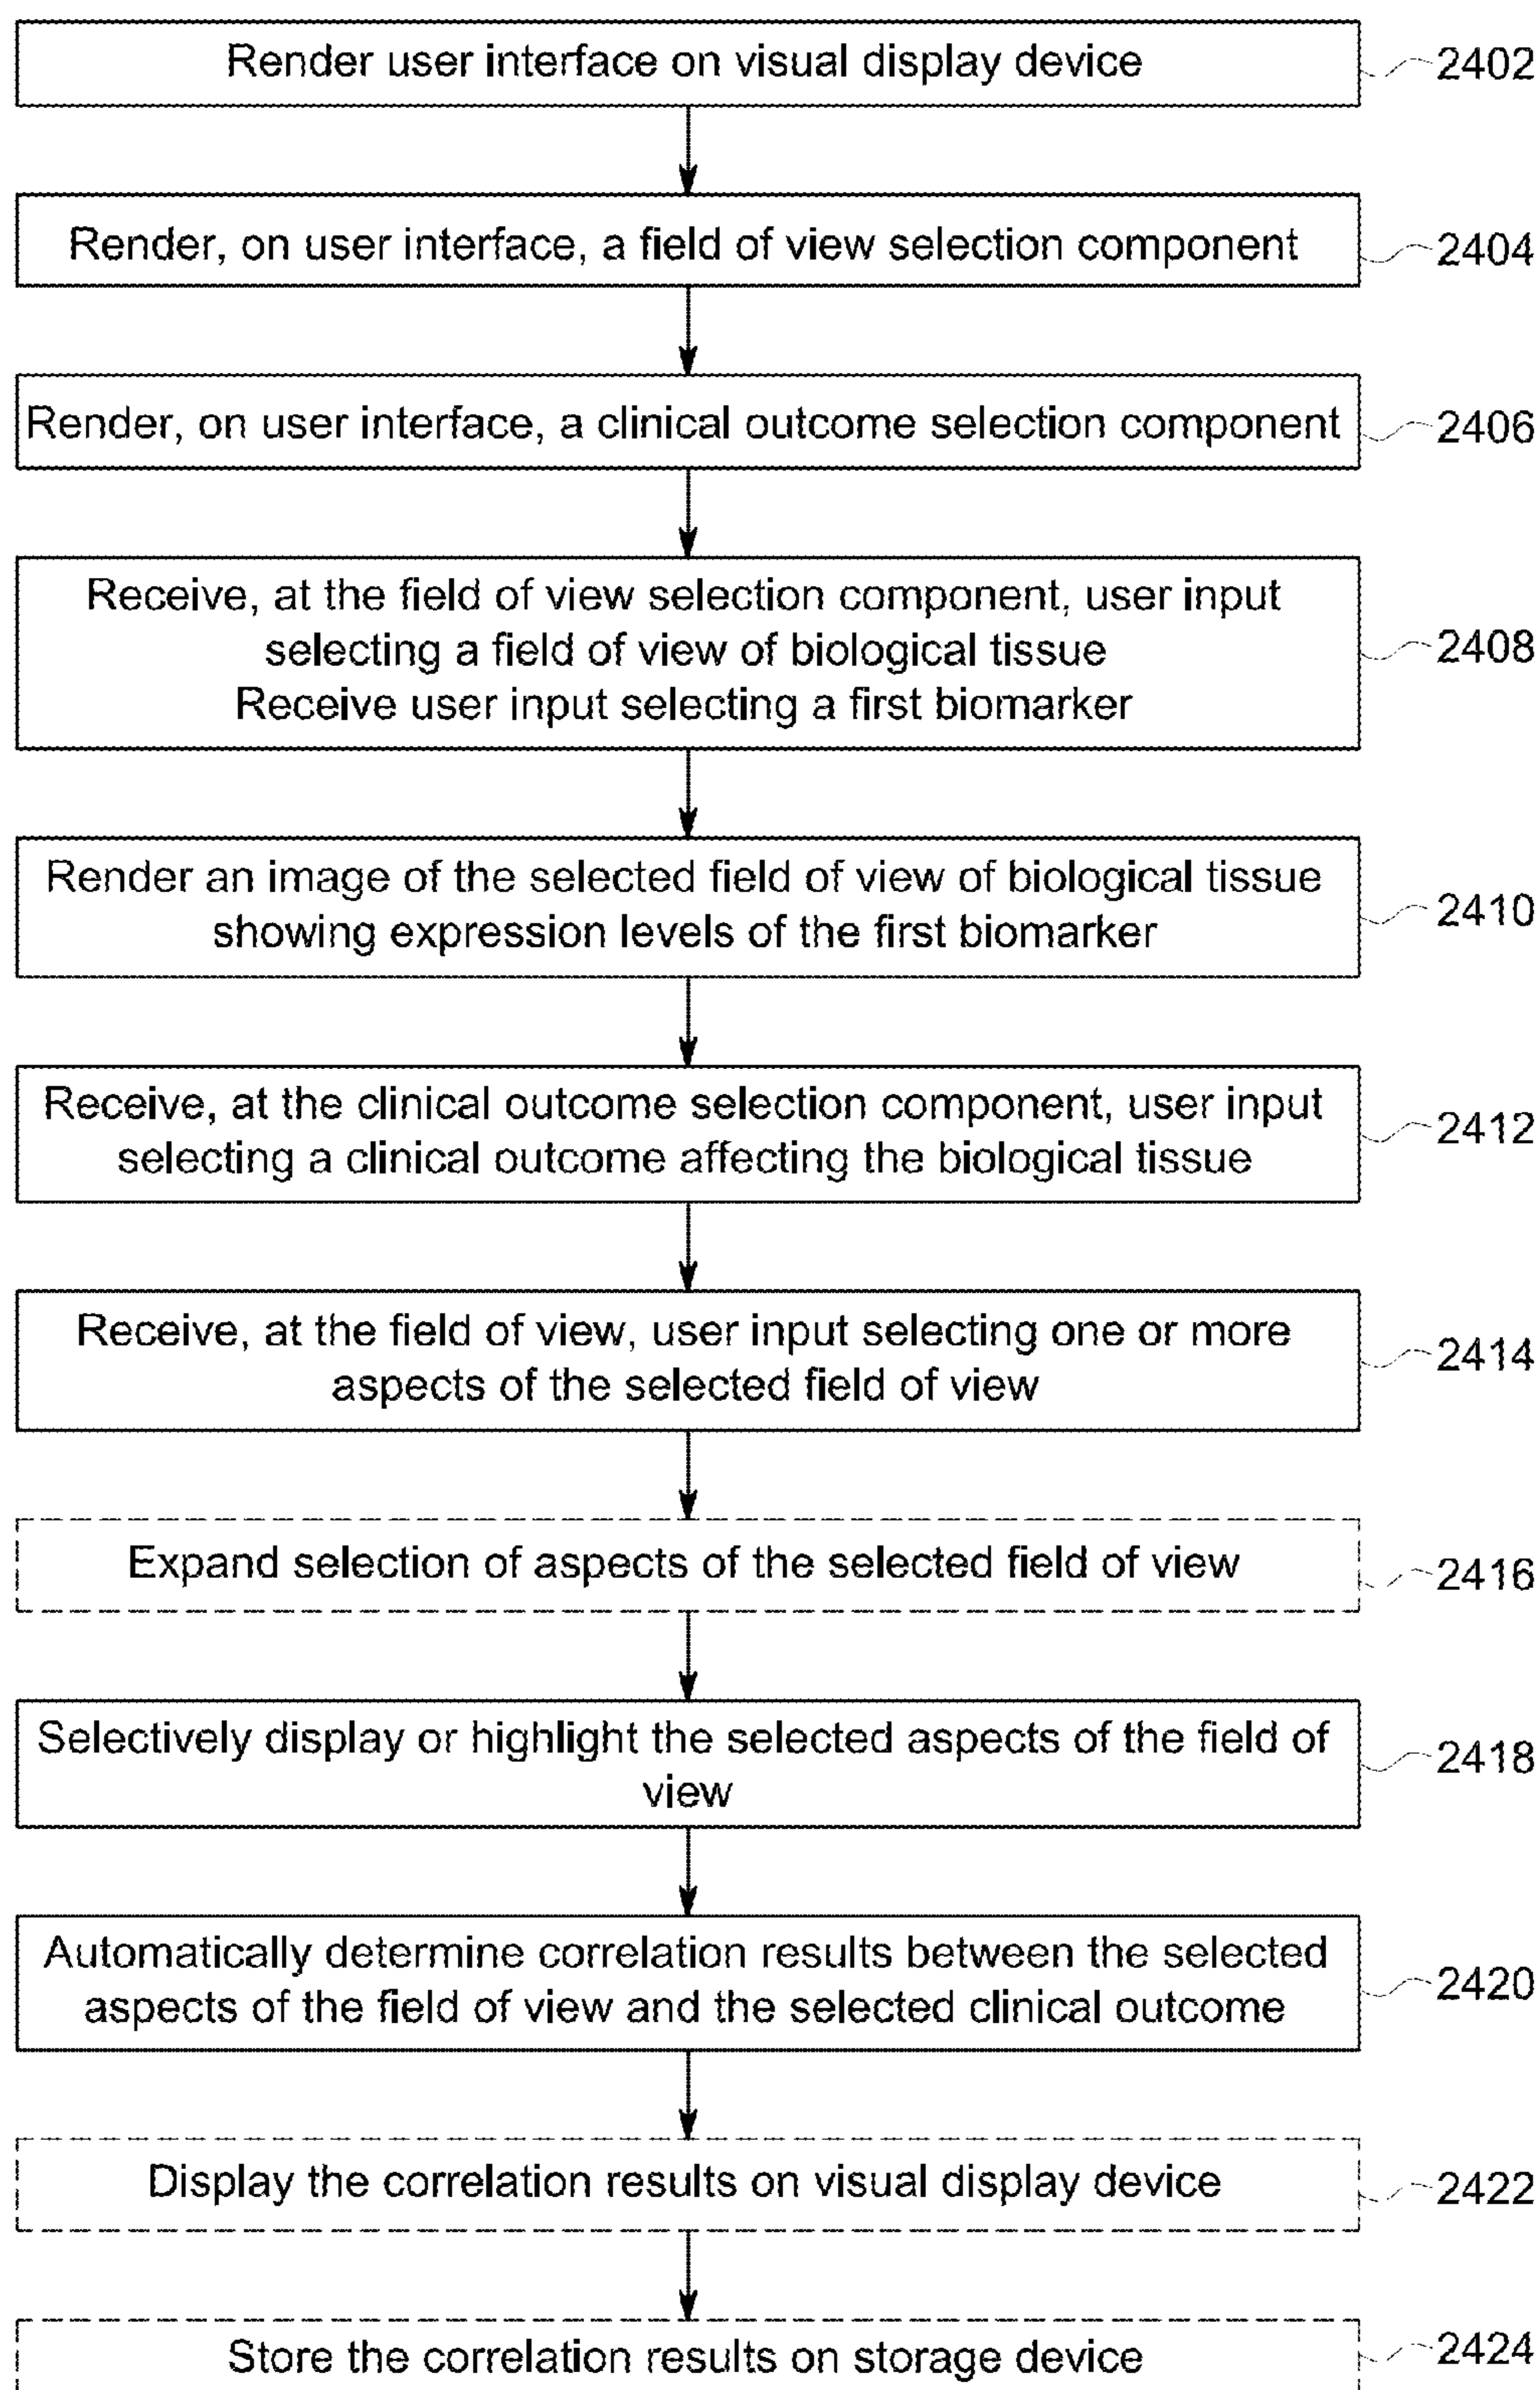 Render user interface on visual display device
2402
Render, on user interface, a field of view selection component
2404
Render, on user interface, a clinical outcome selection component
2406
Receive, at the field of view selection component, user input
selecting a field of view of biological tissue
Receive user input selecting a first biomarker
2408
Render an image of the selected field of view of biological tissue
showing expression levels of the first biomarker
2410
Receive, at the clinical outcome selection component, user input
selecting a clinical outcome affecting the biological tissue
2412
Receive, at the field of view, user input selecting one or more
aspects of the selected field of view
2414
Expand selection of aspects of the selected field of view
2416
Selectively display or highlight the selected aspects of the field of
view
2418
Automatically determine correlation results between the selected
aspects of the field of view and the selected clinical outcome
2420
Display the correlation results on visual display device
2422
Store the correlation results on storage device
2424